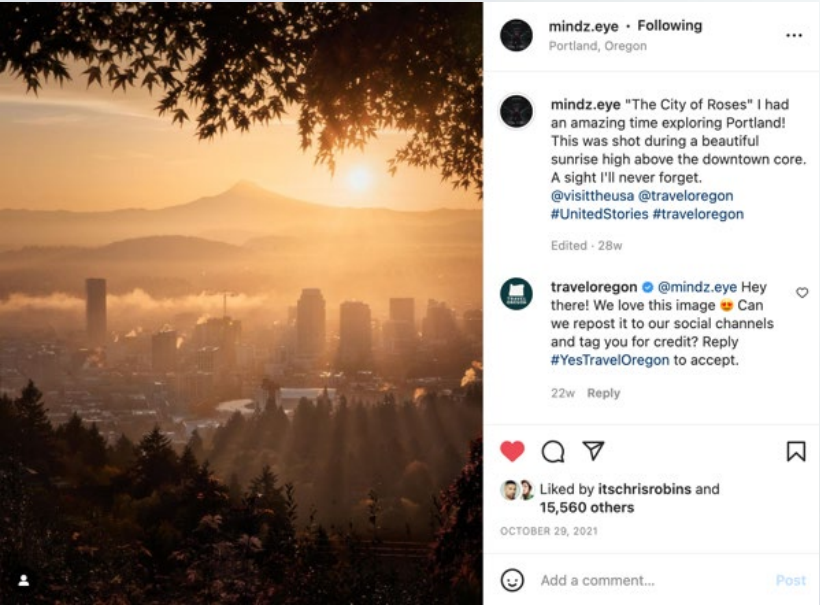 mindz.eye • Following
Portland, Oregon
mindz.eye "The City of Roses" I had
an amazing time exploring Portland!
This was shot during a beautiful
sunrise high above the downtown core.
A sight I'll never forget.
@visittheusa @traveloregon
#UnitedStories #traveloregon
Edited · 28w
traveloregon @mindz.eye Hey
there! We love this image 😍 Can
we repost it to our social channels
and tag you for credit? Reply
#YesTravelOregon to accept.
22w Reply
Liked by itschrisrobins and
15,560 others
OCTOBER 29, 2021
Add a comment... Post